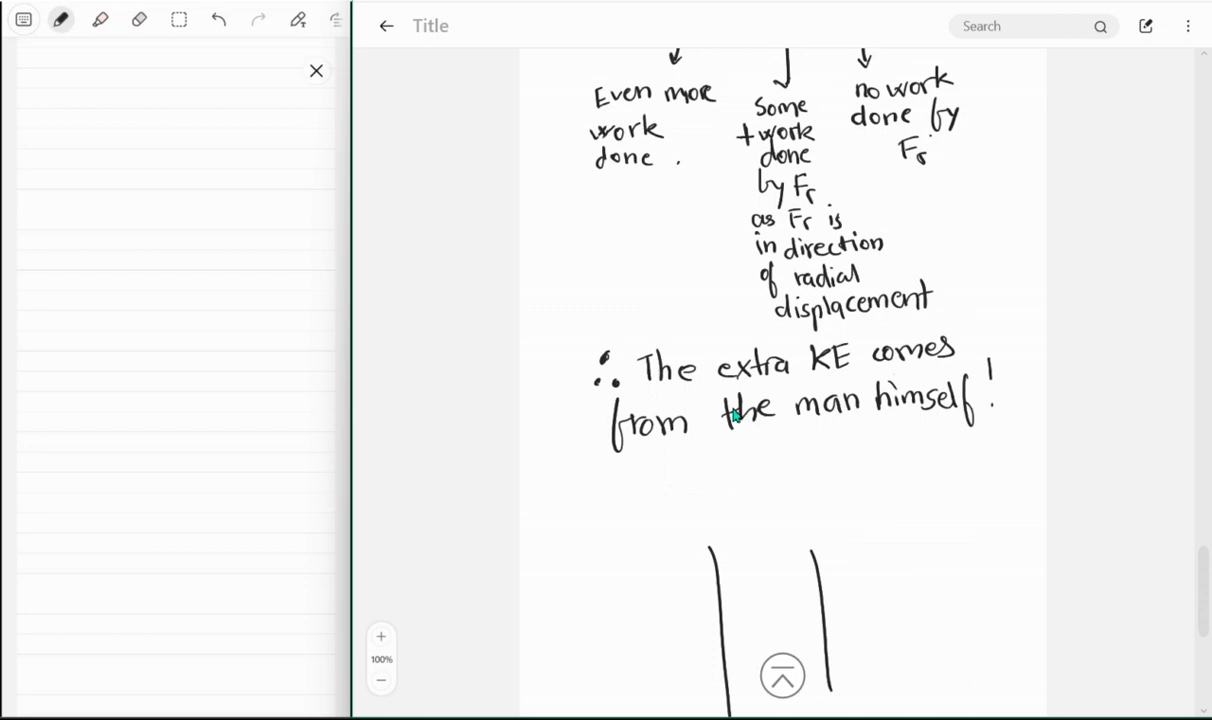 Title
Search
Even more
work
done .
Some
+work
done
by Fr
as Fr is
in direction
of radial
displacement
no work
done by
Fr
∴ The extra KE comes
from the man himself !
100%